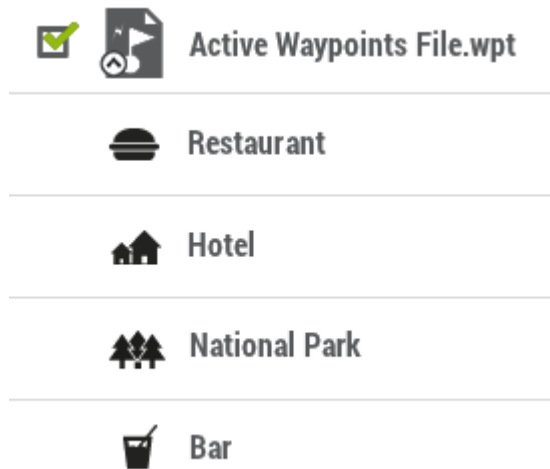 Active Waypoints File.wpt
Restaurant
Hotel
National Park
Bar